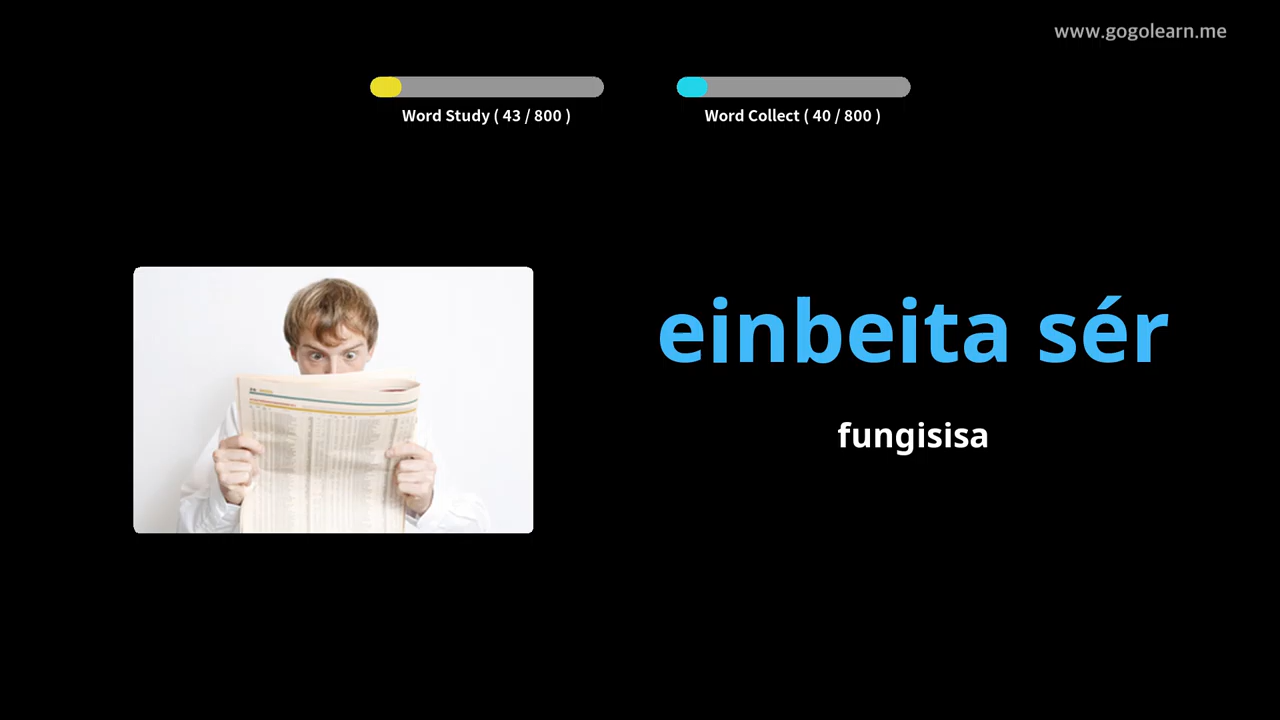 www.gogolearn.me
Word Study ( 43 / 800 )
Word Collect ( 40 / 800 )
einbeita sér
fungisisa